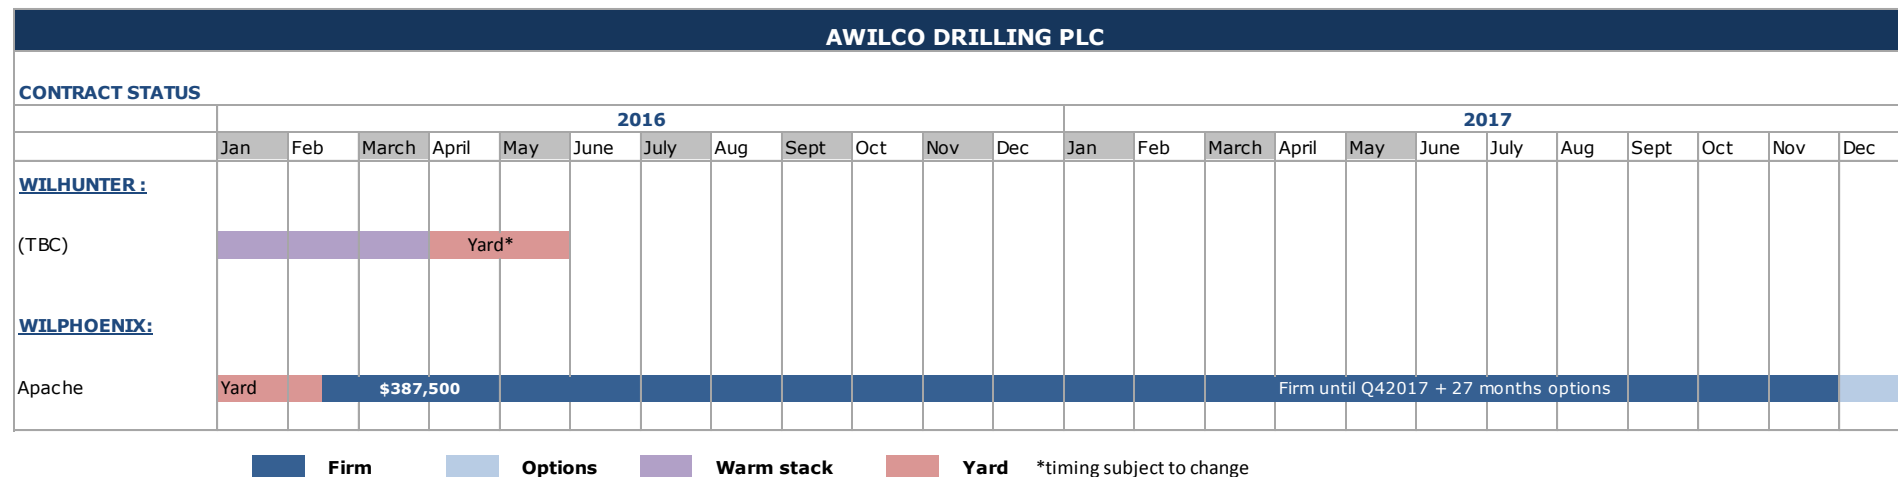 AWILCO DRILLING PLC
CONTRACT STATUS
2016 2017
Jan Feb March April May June July Aug Sept Oct Nov Dec Jan Feb March April May June July Aug Sept Oct Nov Dec
WILHUNTER :
(TBC) Yard*
WILPHOENIX:
Apache Yard $387,500 Firm until Q42017 + 27 months options
Firm Options Warm stack Yard *timing subject to change